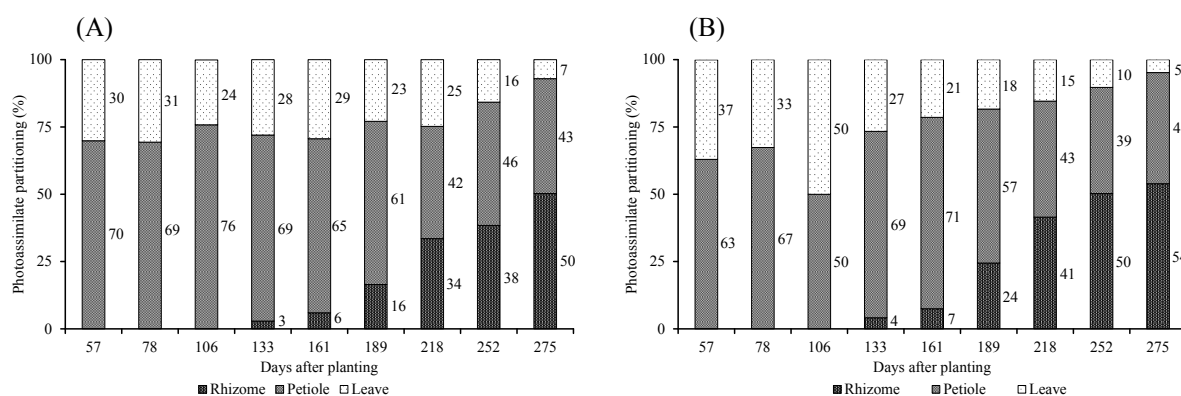 (A)
Photoassimilate partitioning (%)
100
75
50
25
0
30 31 24 28 29 23 25 16 7
70 69 76 69 65 61 42 46 43
3 6 16 34 38 50
57 78 106 133 161 189 218 252 275
Days after planting
Rhizome Petiole Leave
(B)
Photoassimilate partitioning (%)
100
75
50
25
0
37 33 50 27 21 18 15 10 5
63 67 50 69 71 57 43 39 4
4 7 24 41 50 54
57 78 106 133 161 189 218 252 275
Days after planting
Rhizome Petiole Leave